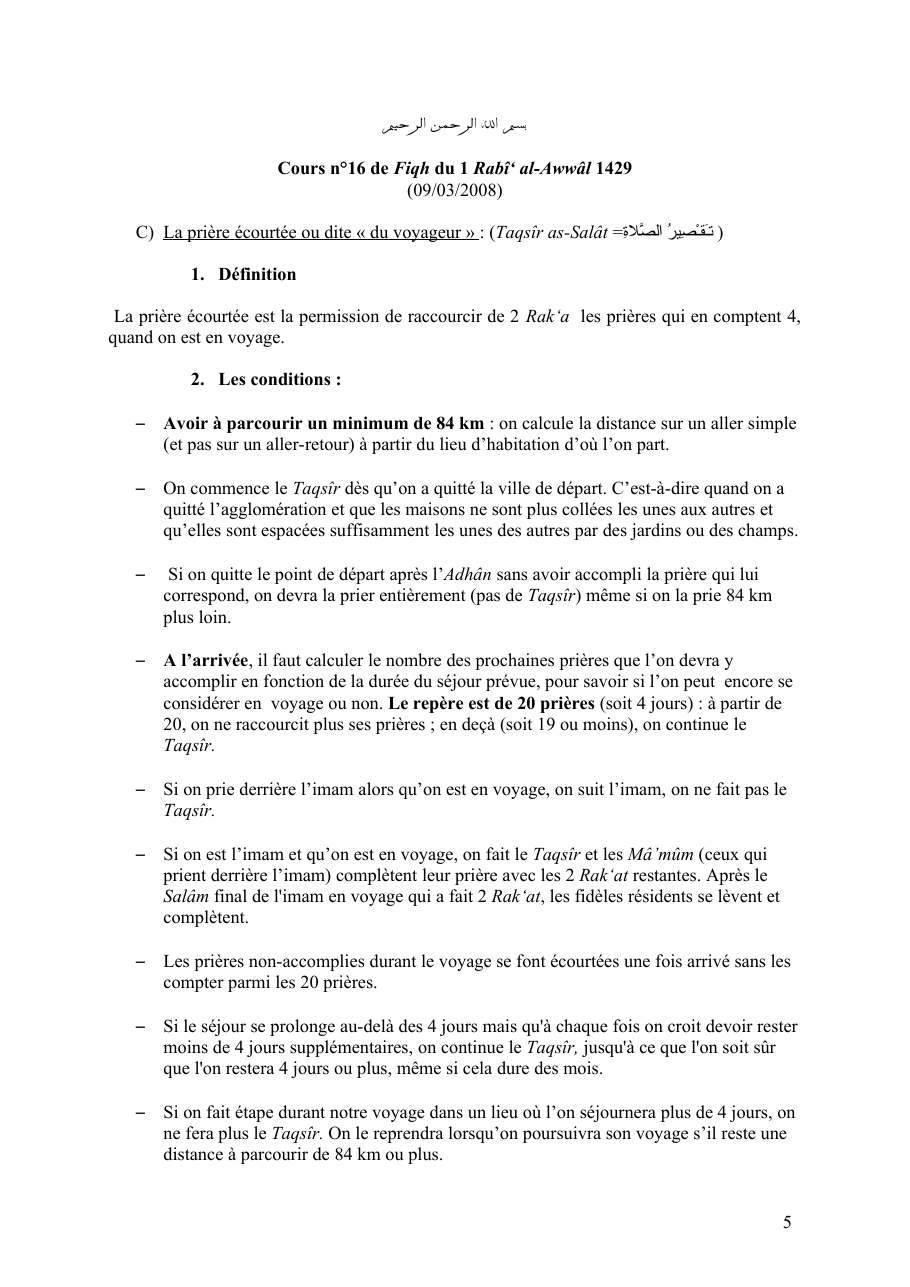 بسم الله الرحمن الرحيم
Cours n°16 de Fiqh du 1 Rabî‘ al-Awwâl 1429
(09/03/2008)
C) La prière écourtée ou dite « du voyageur » : (Taqsîr as-Salât =تَـقـْصِيرُ الصَّلاةِ )
1. Définition
La prière écourtée est la permission de raccourcir de 2 Rak‘a les prières qui en comptent 4,
quand on est en voyage.
2. Les conditions :
– Avoir à parcourir un minimum de 84 km : on calcule la distance sur un aller simple
(et pas sur un aller-retour) à partir du lieu d’habitation d’où l’on part.
– On commence le Taqsîr dès qu’on a quitté la ville de départ. C’est-à-dire quand on a
quitté l’agglomération et que les maisons ne sont plus collées les unes aux autres et
qu’elles sont espacées suffisamment les unes des autres par des jardins ou des champs.
– Si on quitte le point de départ après l’Adhân sans avoir accompli la prière qui lui
correspond, on devra la prier entièrement (pas de Taqsîr) même si on la prie 84 km
plus loin.
– A l’arrivée, il faut calculer le nombre des prochaines prières que l’on devra y
accomplir en fonction de la durée du séjour prévue, pour savoir si l’on peut encore se
considérer en voyage ou non. Le repère est de 20 prières (soit 4 jours) : à partir de
20, on ne raccourcit plus ses prières ; en deçà (soit 19 ou moins), on continue le
Taqsîr.
– Si on prie derrière l’imam alors qu’on est en voyage, on suit l’imam, on ne fait pas le
Taqsîr.
– Si on est l’imam et qu’on est en voyage, on fait le Taqsîr et les Mâ’mûm (ceux qui
prient derrière l’imam) complètent leur prière avec les 2 Rak‘at restantes. Après le
Salâm final de l'imam en voyage qui a fait 2 Rak‘at, les fidèles résidents se lèvent et
complètent.
– Les prières non-accomplies durant le voyage se font écourtées une fois arrivé sans les
compter parmi les 20 prières.
– Si le séjour se prolonge au-delà des 4 jours mais qu'à chaque fois on croit devoir rester
moins de 4 jours supplémentaires, on continue le Taqsîr, jusqu'à ce que l'on soit sûr
que l'on restera 4 jours ou plus, même si cela dure des mois.
– Si on fait étape durant notre voyage dans un lieu où l’on séjournera plus de 4 jours, on
ne fera plus le Taqsîr. On le reprendra lorsqu’on poursuivra son voyage s’il reste une
distance à parcourir de 84 km ou plus.
5